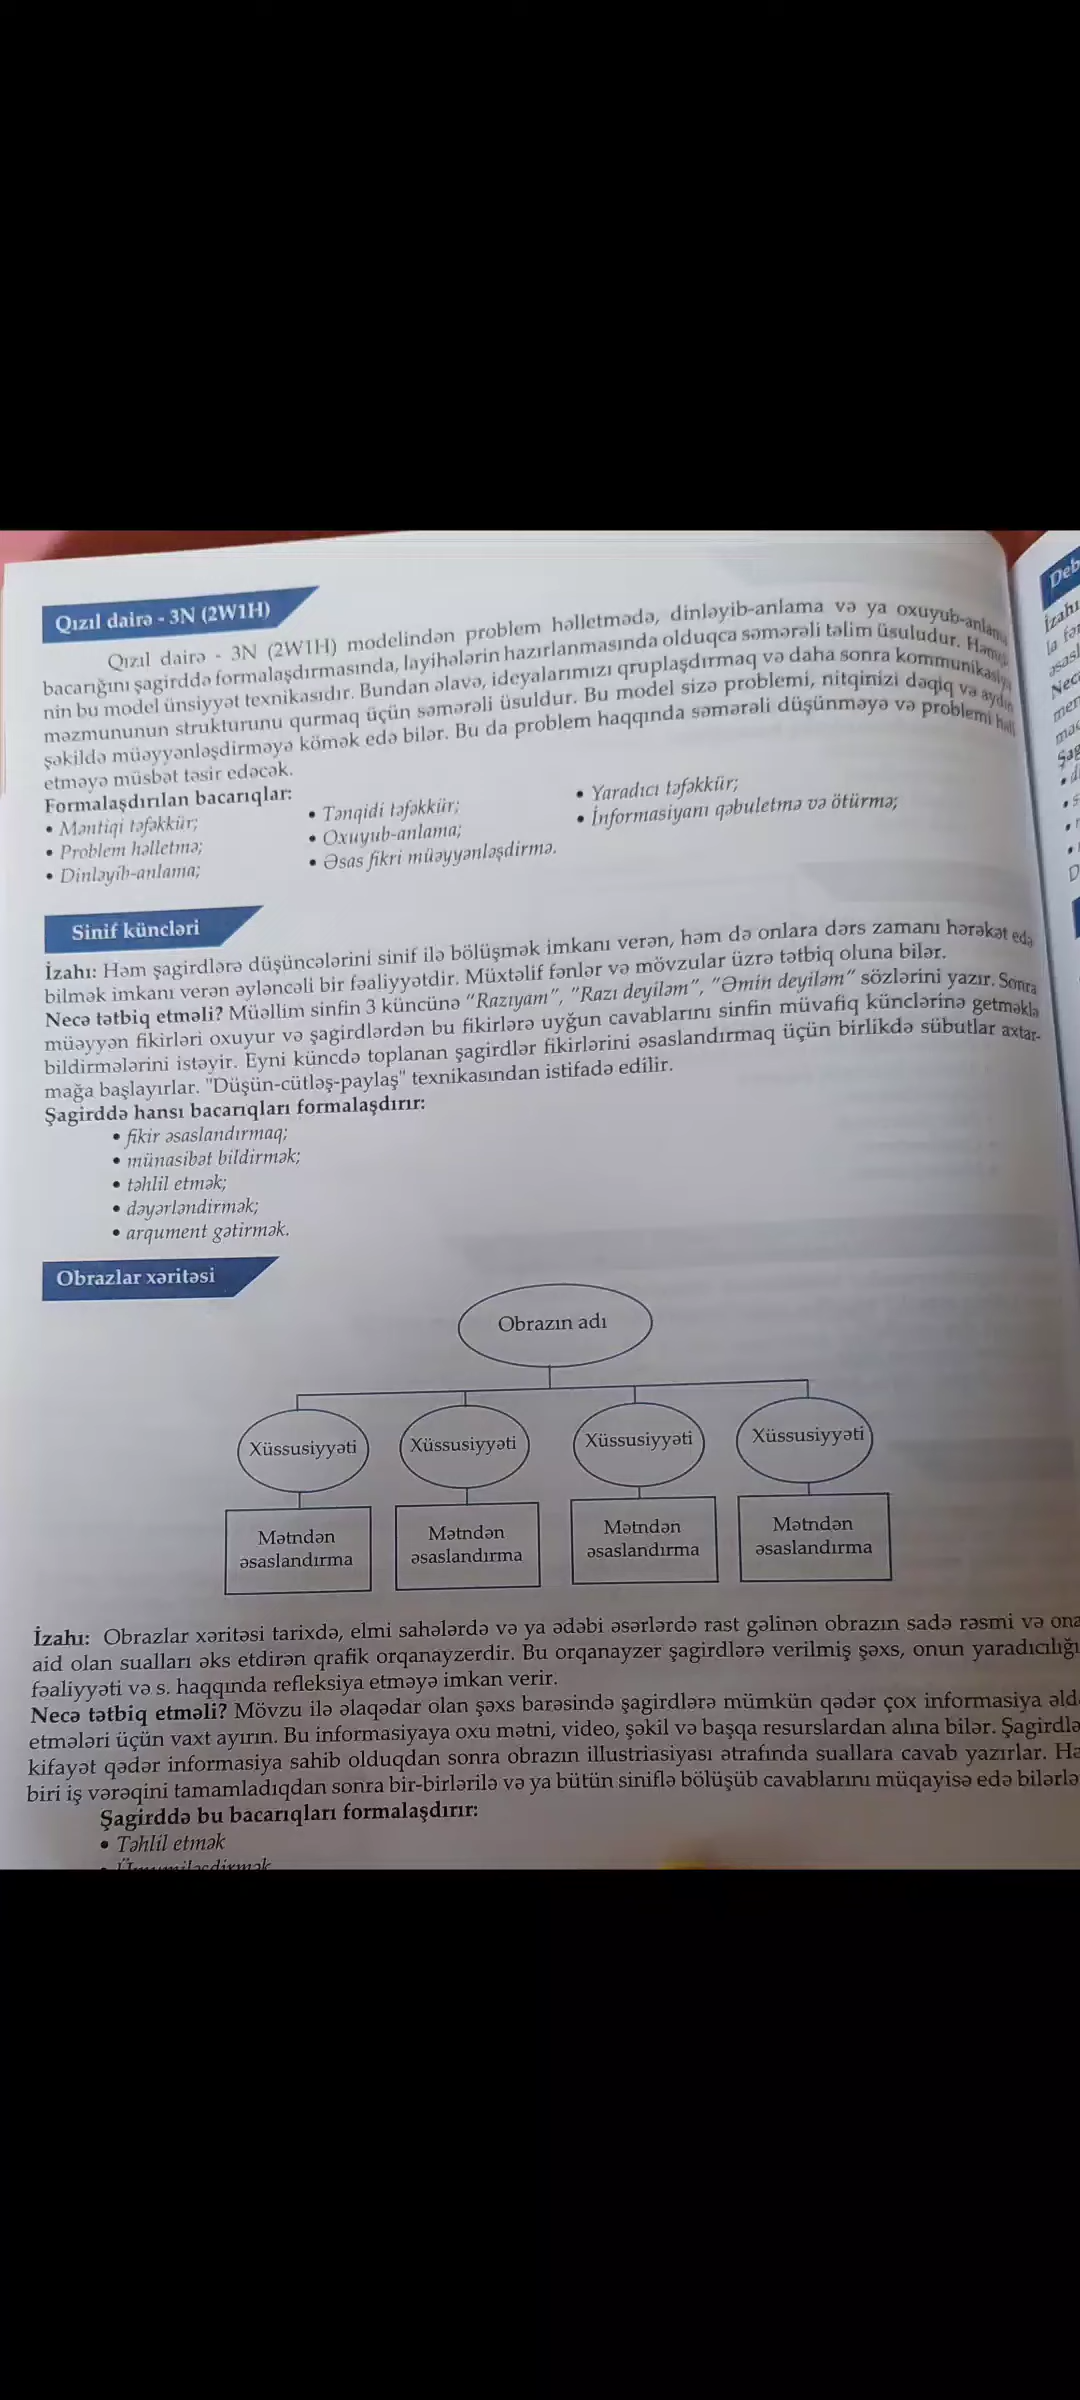 Qızıl dairə - 3N (2W1H)
Qızıl dairə - 3N (2W1H) modelindən problem həlletmədə, dinləyib-anlama və ya oxuyub-anlama
bacarığını şagirddə formalaşdırmasında, layihələrin hazırlanmasında olduqca səmərəli təlim üsuludur.
nin bu model ünsiyyət texnikasıdır. Bundan əlavə, ideyalarımızı qruplaşdırmaq və daha sonra kommunikasiya
məzmununun strukturunu qurmaq üçün səmərəli üsuldur. Bu model sizə problemi, nitqinizi dəqiq və aydın
şəkildə müəyyənləşdirməyə kömək edə bilər. Bu da problem haqqında səmərəli düşünməyə və problemi həll
etməyə müsbət təsir edəcək.
Formalaşdırılan bacarıqlar:
• Məntiqi təfəkkür;
• Problem həlletmə;
• Dinləyib-anlama;
• Tənqidi təfəkkür;
• Oxuyub-anlama;
• Əsas fikri müəyyənləşdirmə.
• Yaradıcı təfəkkür;
• İnformasiyanı qəbuletmə və ötürmə;
Sinif küncləri
İzahı: Həm şagirdlərə düşüncələrini sinif ilə bölüşmək imkanı verən, həm də onlara dərs zamanı hərəkət edə
bilmək imkanı verən əyləncəli bir fəaliyyətdir. Müxtəlif fənlər və mövzular üzrə tətbiq oluna bilər.
Necə tətbiq etməli? Müəllim sinfin 3 küncünə "Razıyam", "Razı deyiləm", "Əmin deyiləm" sözlərini yazır. Sonra
müəyyən fikirləri oxuyur və şagirdlərdən bu fikirlərə uyğun cavablarını sinfin müvafiq künclərinə getməklə
bildirmələrini istəyir. Eyni küncdə toplanan şagirdlər fikirlərini əsaslandırmaq üçün birlikdə sübutlar axtar-
mağa başlayırlar. "Düşün-cütləş-paylaş" texnikasından istifadə edilir.
Şagirddə hansı bacarıqları formalaşdırır:
• fikir əsaslandırmaq;
• münasibət bildirmək;
• təhlil etmək;
• dəyərləndirmək;
• arqument gətirmək.
Obrazlar xəritəsi
Obrazın adı
Xüssusiyyəti Xüssusiyyəti Xüssusiyyəti Xüssusiyyəti
Mətndən Mətndən Mətndən Mətndən
əsaslandırma əsaslandırma əsaslandırma əsaslandırma
İzahı: Obrazlar xəritəsi tarixdə, elmi sahələrdə və ya ədəbi əsərlərdə rast gəlinən obrazın sadə rəsmi və ona
aid olan sualları əks etdirən qrafik orqanayzerdir. Bu orqanayzer şagirdlərə verilmiş şəxs, onun yaradıcılığı
fəaliyyəti və s. haqqında refleksiya etməyə imkan verir.
Necə tətbiq etməli? Mövzu ilə əlaqədar olan şəxs barəsində şagirdlərə mümkün qədər çox informasiya əldə
etmələri üçün vaxt ayırın. Bu informasiyaya oxu mətni, video, şəkil və başqa resurslardan alına bilər. Şagirdlə
kifayət qədər informasiya sahib olduqdan sonra obrazın illustriasiyası ətrafında suallara cavab yazırlar. Hə
biri iş vərəqini tamamladıqdan sonra bir-birlərilə və ya bütün siniflə bölüşüb cavablarını müqayisə edə bilərlə
Şagirddə bu bacarıqları formalaşdırır:
• Təhlil etmək
• Ümumiləşdirmək
Deb
İzahı
Necə